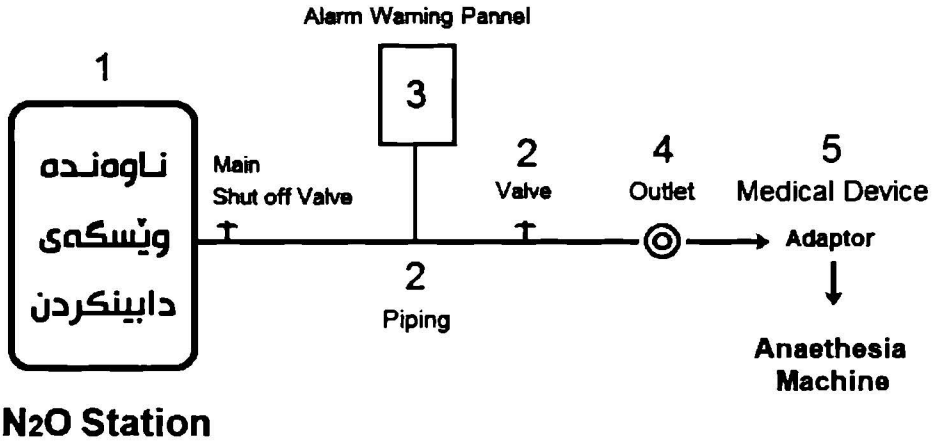 Alarm Warning Pannel
1
3
ناوەندە
وێسگەی
دابینکردن
Main
Shut off Valve
2
Valve
4
Outlet
5
Medical Device
Adaptor
2
Piping
Anaethesia
Machine
N2O Station